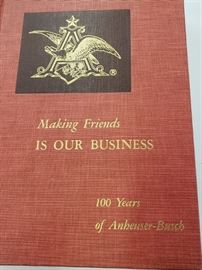 Making Friends
IS OUR BUSINESS
100 Years
of Anheuser-Busch